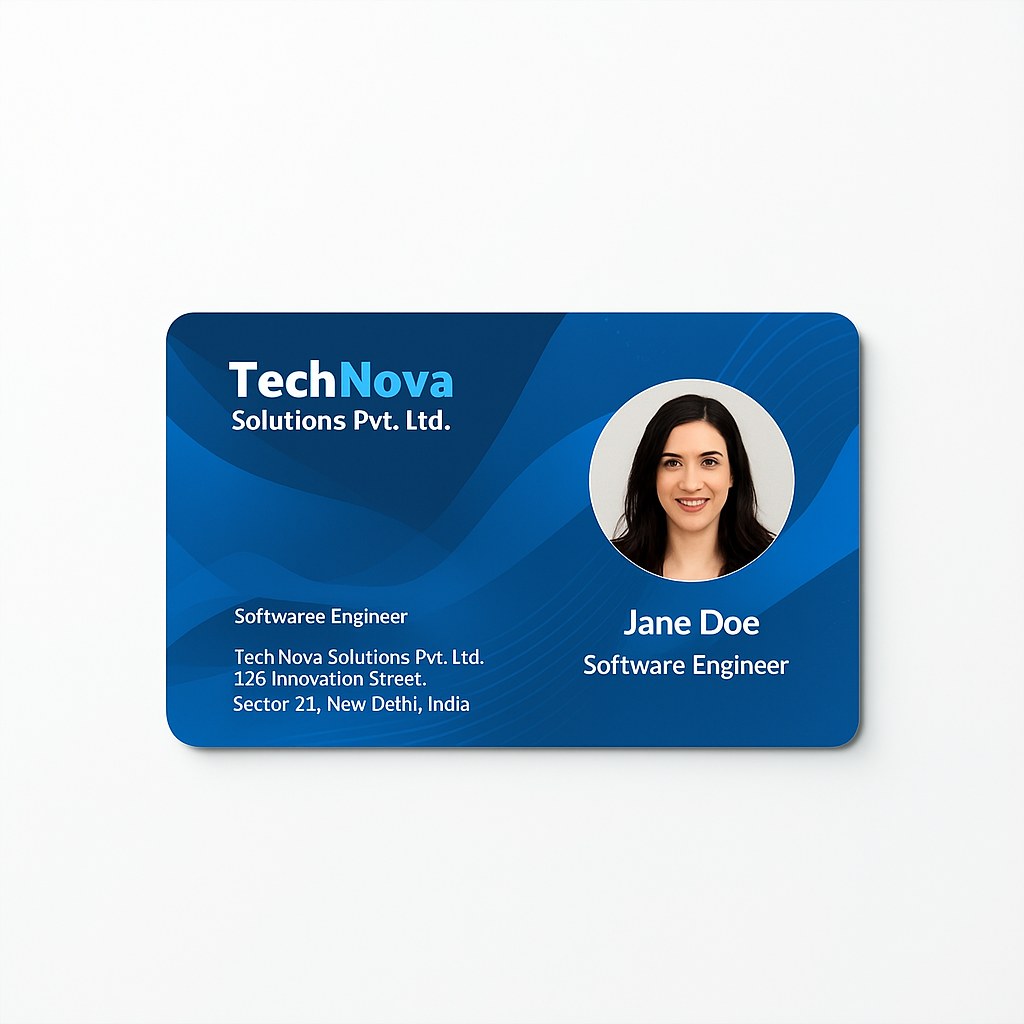 TechNova
Solutions Pvt. Ltd.
Softwaree Engineer
Tech Nova Solutions Pvt. Ltd.
126 Innovation Street.
Sector 21, New Dethi, India
Jane Doe
Software Engineer